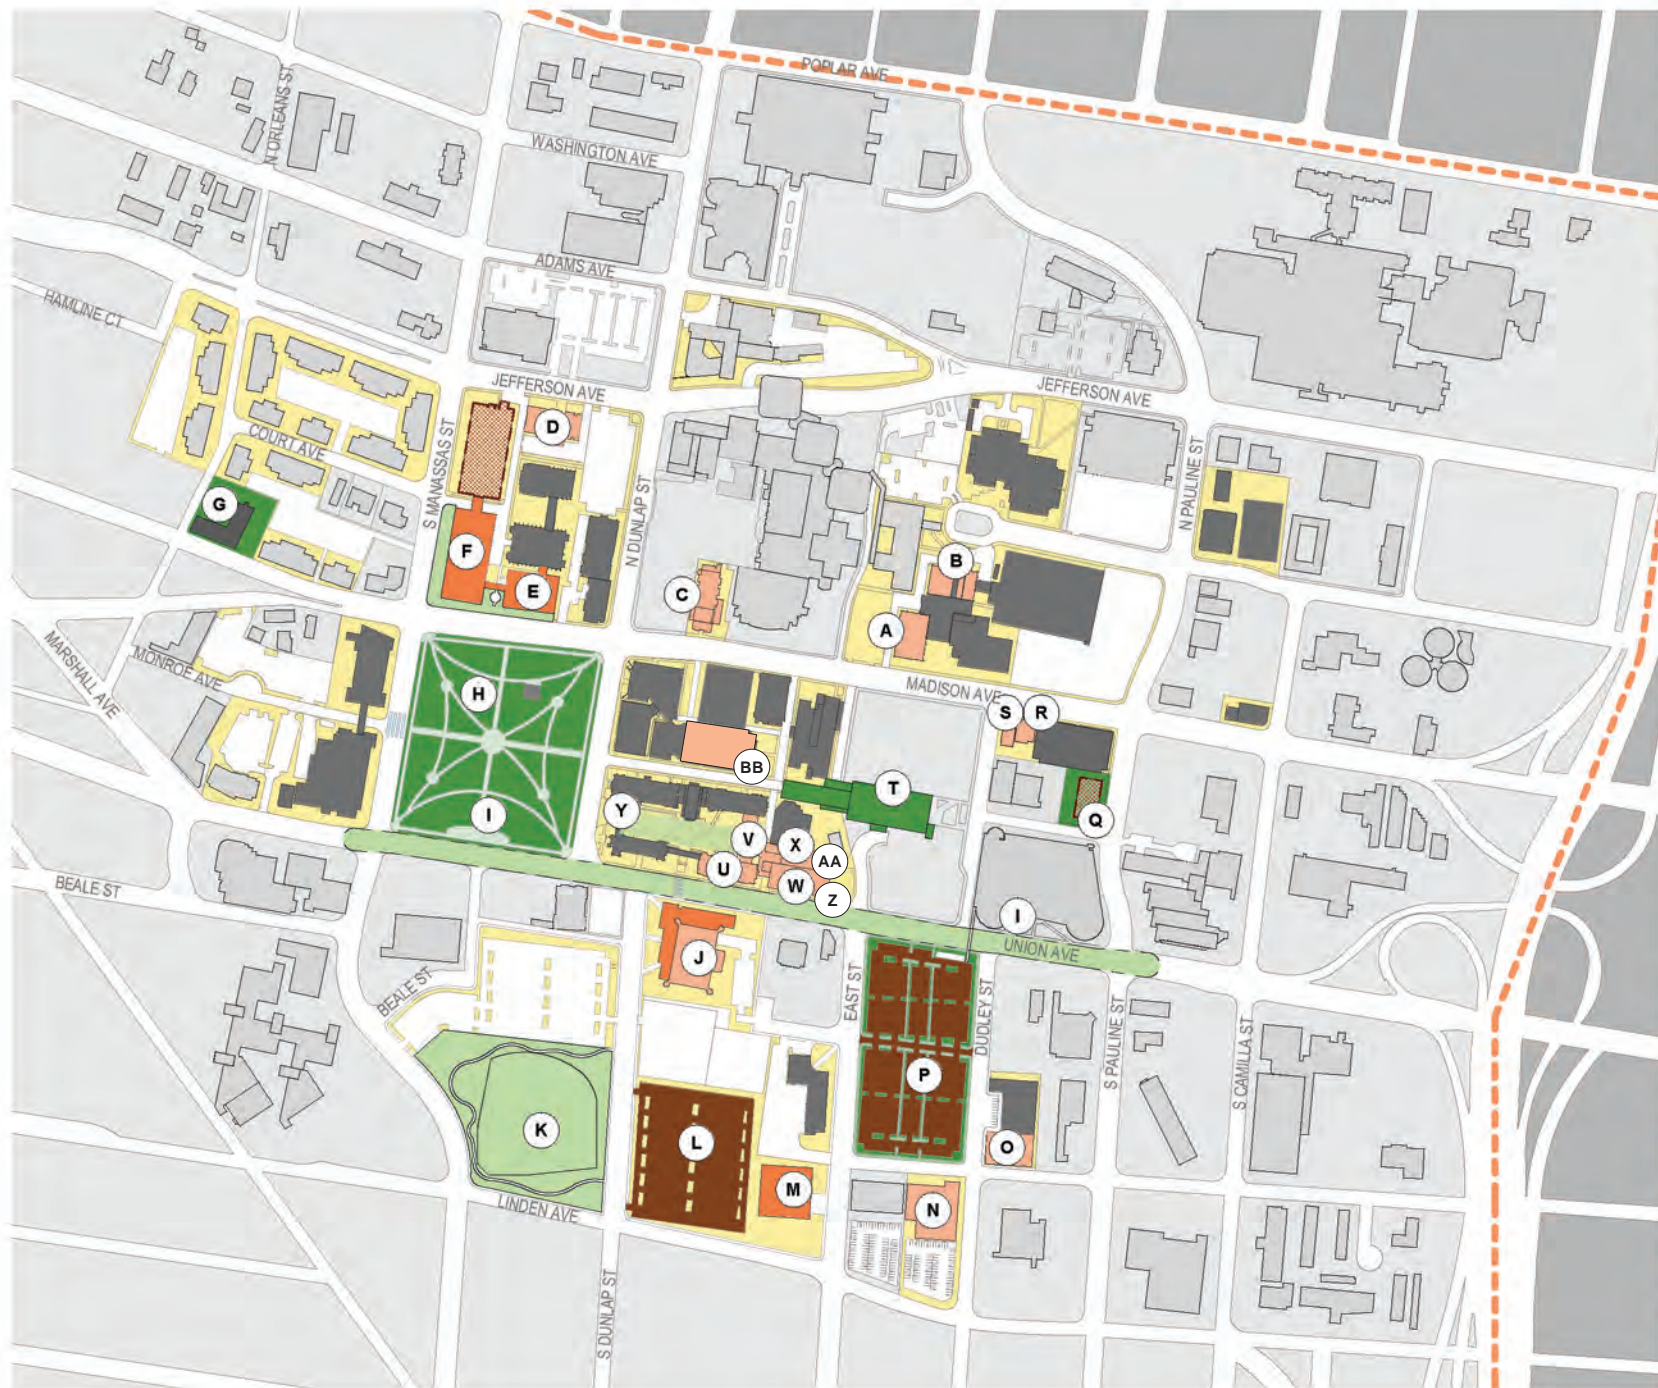 POPLAR AVE
N ORLEANS ST
WASHINGTON AVE
ADAMS AVE
HAMLINE CT
JEFFERSON AVE
JEFFERSON AVE
D
COURT AVE
S MANASSAS ST
N PAULINE ST
G
N DUNLAP ST
F
B
E
C
A
MARSHALL AVE
MONROE AVE
H
MADISON AVE
S
R
BB
T
Y
I
Q
V
X
AA
U
W
Z
BEALE ST
I
UNION AVE
J
BEALE ST
EAST ST
DUDLEY ST
S PAULINE ST
S CAMILLA ST
P
K
L
O
M
N
LINDEN AVE
S DUNLAP ST